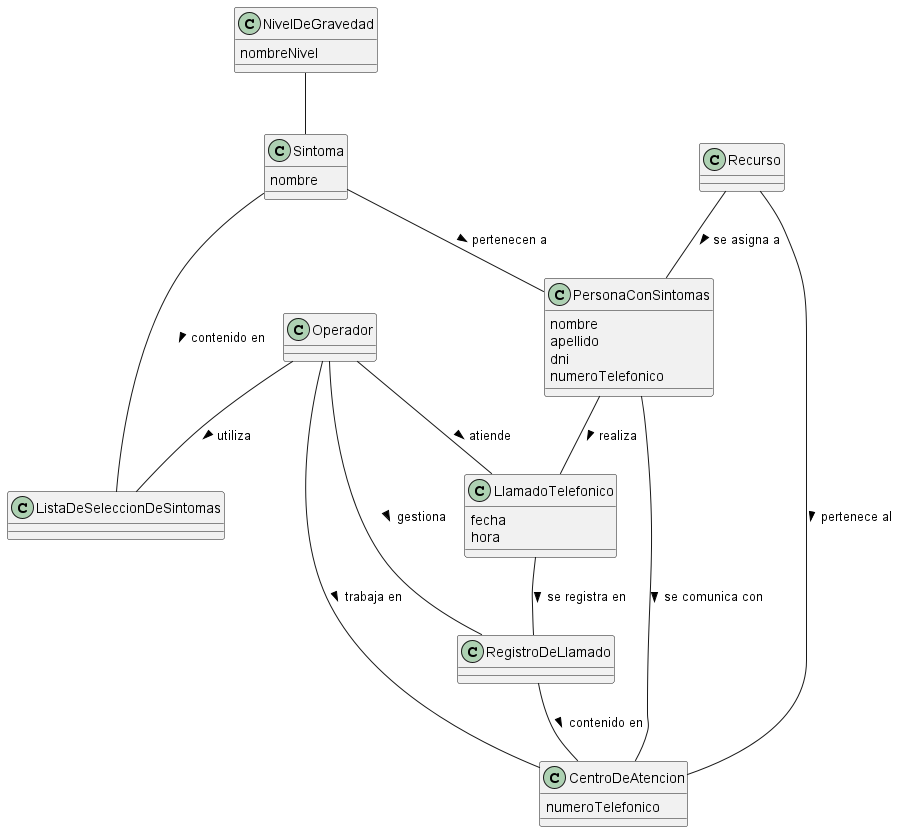 C NivelDeGravedad
nombreNivel
C Sintoma
nombre
C Recurso
pertenecen a
se asigna a
C PersonaConSintomas
nombre
apellido
dni
numeroTelefonico
C Operador
contenido en
utiliza
atiende
realiza
C ListaDeSeleccionDeSintomas
C LlamadoTelefonico
fecha
hora
gestiona
pertenece al
trabaja en
se registra en
se comunica con
C RegistroDeLlamado
contenido en
C CentroDeAtencion
numeroTelefonico